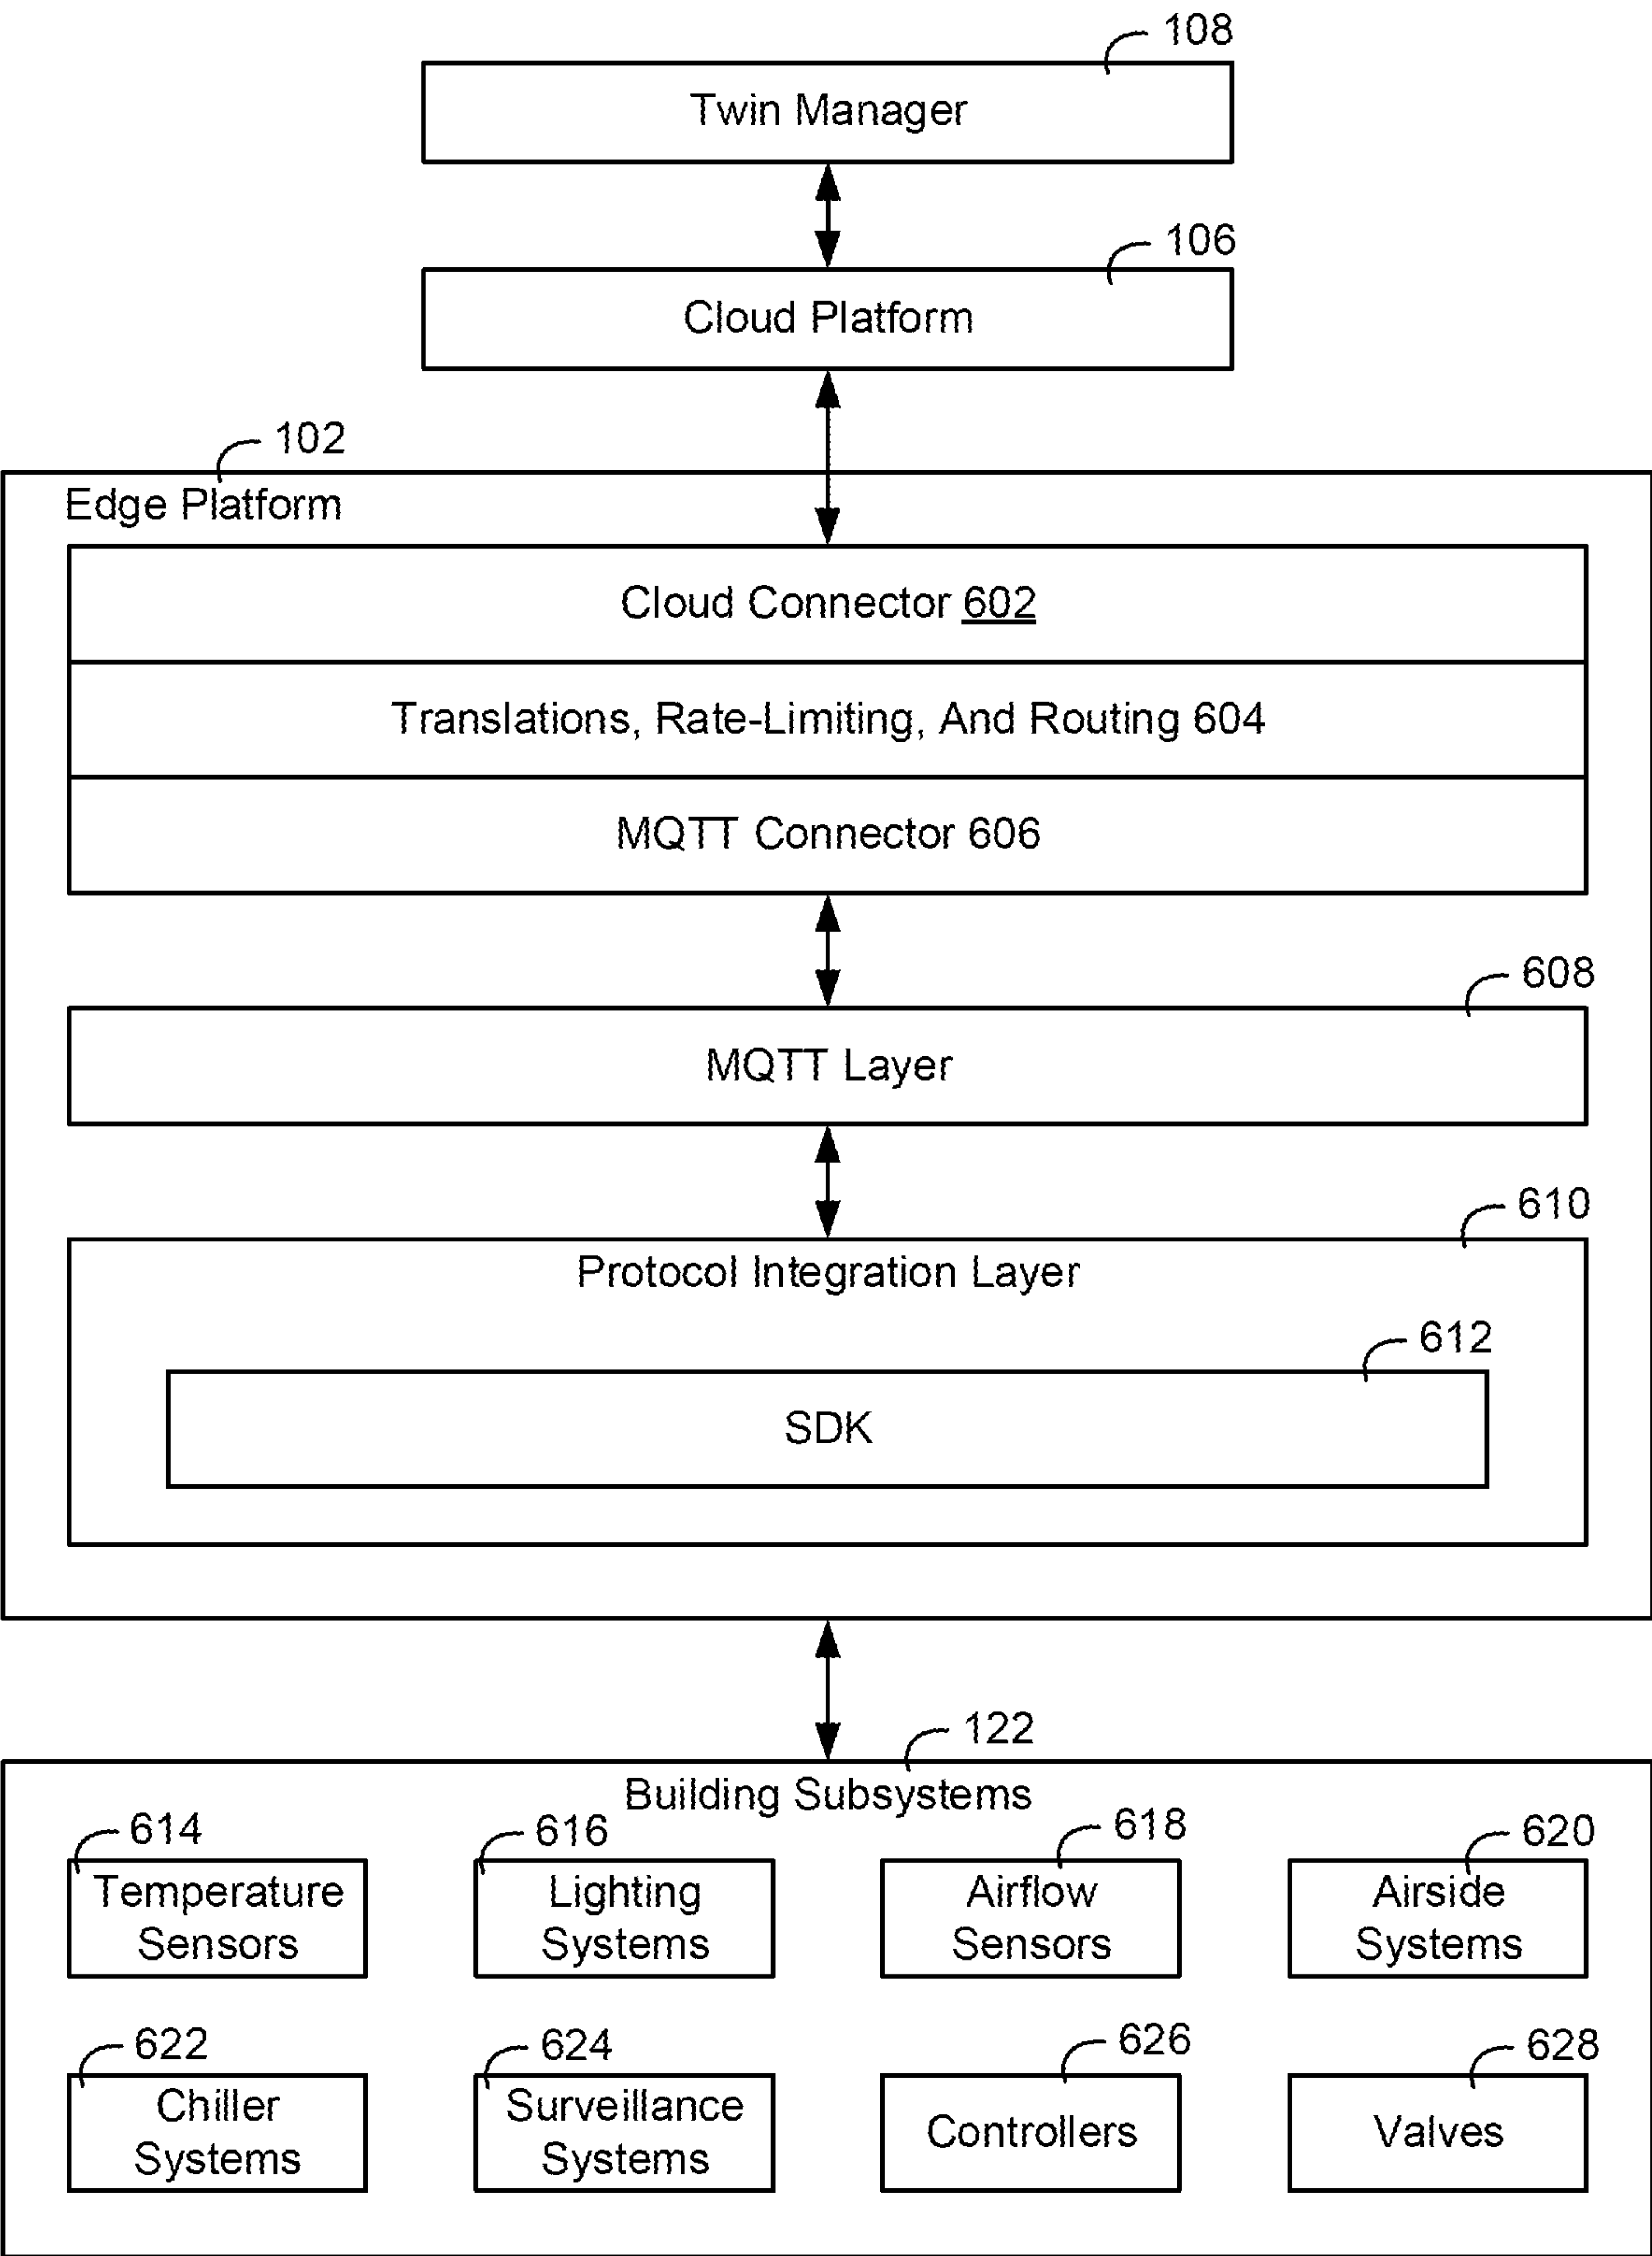 108
Twin Manager
106
Cloud Platform
102
Edge Platform
Cloud Connector 602
Translations, Rate-Limiting, And Routing 604
MQTT Connector 606
608
MQTT Layer
610
Protocol Integration Layer
612
SDK
122
Building Subsystems
614
Temperature
Sensors
616
Lighting
Systems
618
Airflow
Sensors
620
Airside
Systems
622
Chiller
Systems
624
Surveillance
Systems
626
Controllers
628
Valves